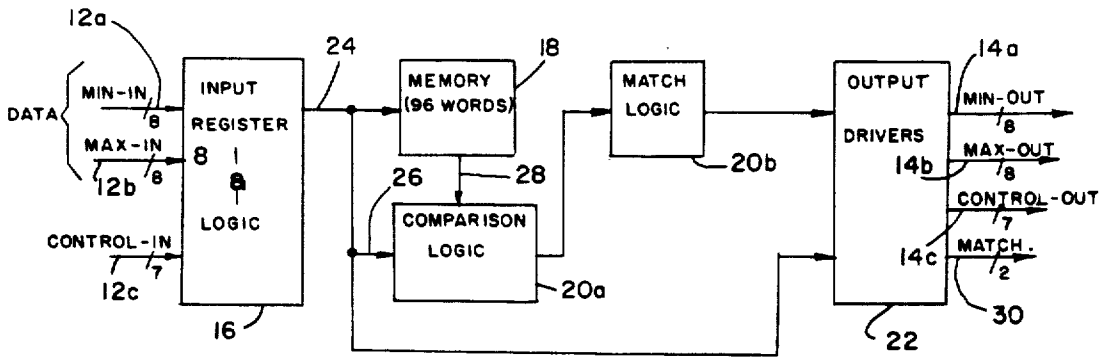 12a
24
18
14a
DATA
MIN-IN
8
INPUT
REGISTER
8
&
LOGIC
MEMORY
(96 WORDS)
MATCH
LOGIC
OUTPUT
DRIVERS
MIN-OUT
8
MAX-IN
8
12b
26
28
20b
14b
MAX-OUT
8
COMPARISON
LOGIC
CONTROL-OUT
7
CONTROL-IN
7
12c
14c
MATCH.
2
16
20a
22
30